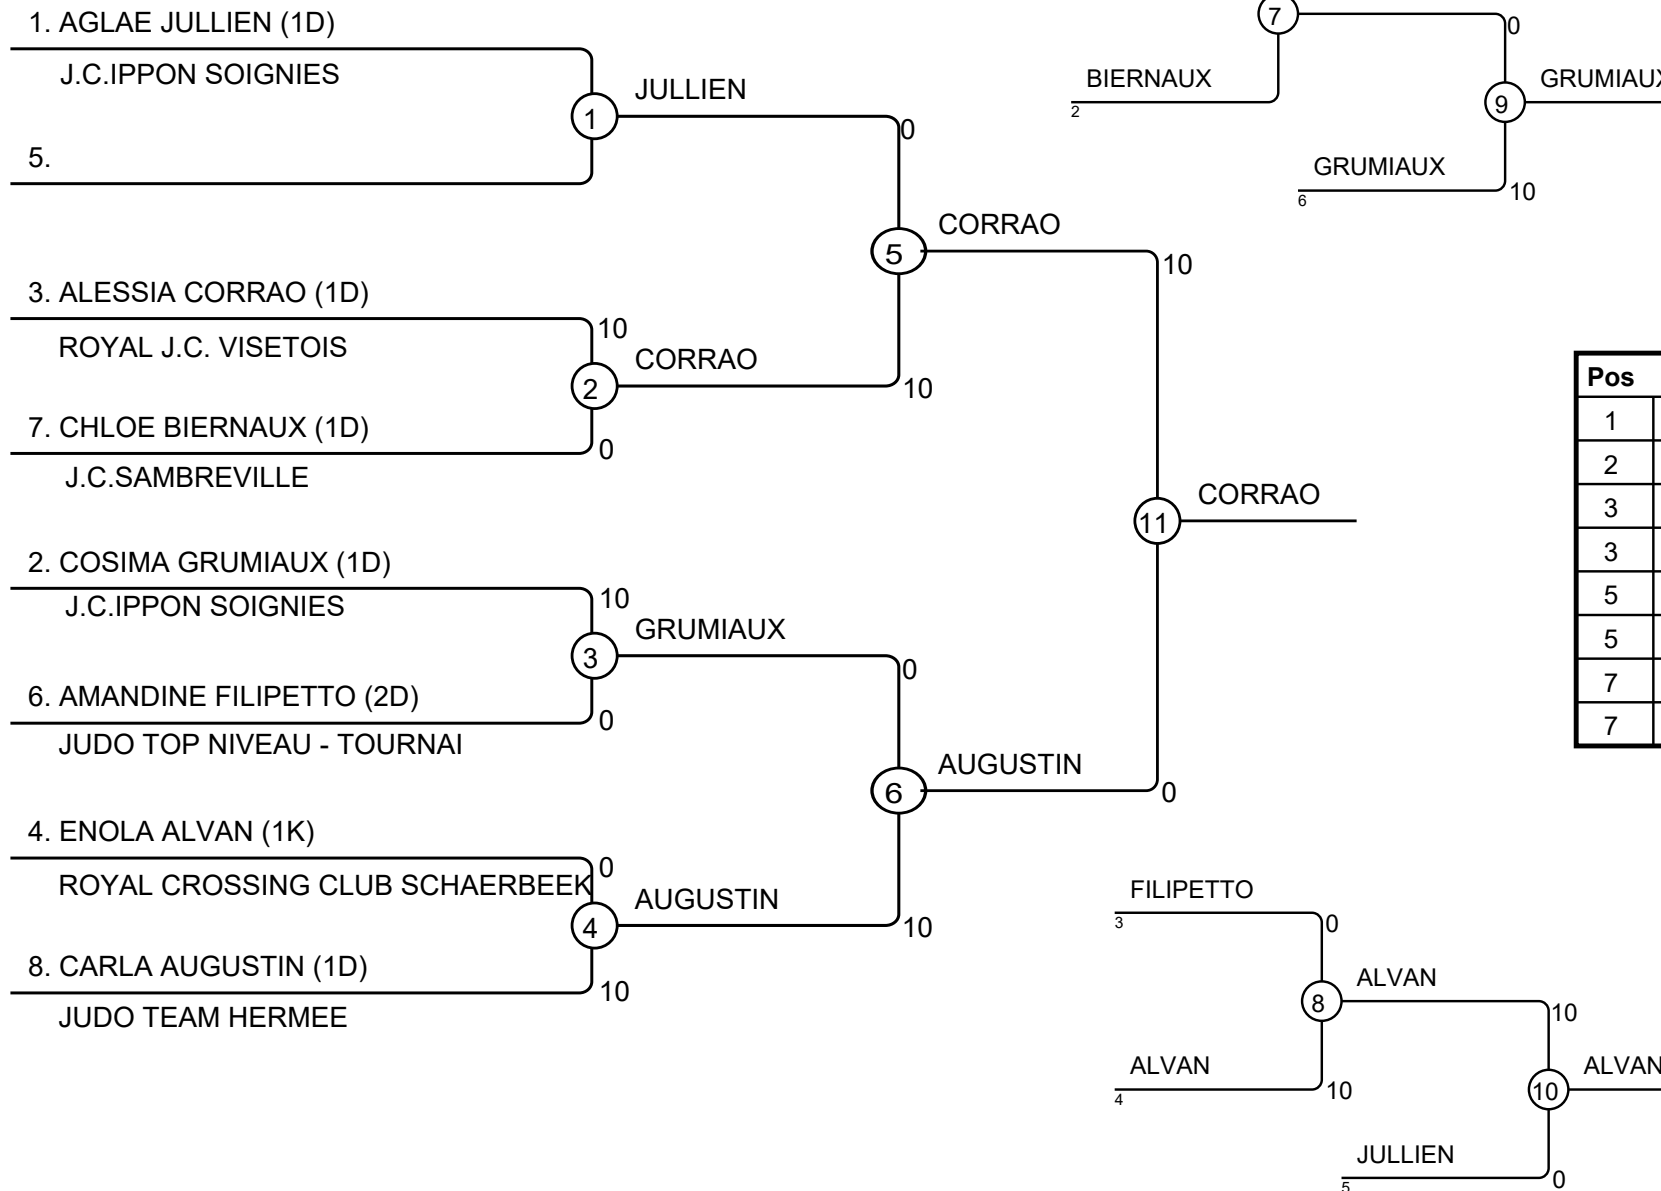 1. AGLAE JULLIEN (1D)
J.C.IPPON SOIGNIES
5.
3. ALESSIA CORRAO (1D)
ROYAL J.C. VISETOIS
7. CHLOE BIERNAUX (1D)
J.C.SAMBREVILLE
2. COSIMA GRUMIAUX (1D)
J.C.IPPON SOIGNIES
6. AMANDINE FILIPETTO (2D)
JUDO TOP NIVEAU - TOURNAI
4. ENOLA ALVAN (1K)
ROYAL CROSSING CLUB SCHAERBEEK
8. CARLA AUGUSTIN (1D)
JUDO TEAM HERMEE
1
JULLIEN
10
2
CORRAO
0
10
3
GRUMIAUX
0
0
4
AUGUSTIN
10
0
5
CORRAO
10
0
6
AUGUSTIN
10
10
11
CORRAO
0
7
0
BIERNAUX
2
9
GRUMIAUX
GRUMIAUX
6
10
Pos
1
2
3
3
5
5
7
7
FILIPETTO
3
0
8
ALVAN
10
ALVAN
4
10
10
ALVAN
JULLIEN
5
0